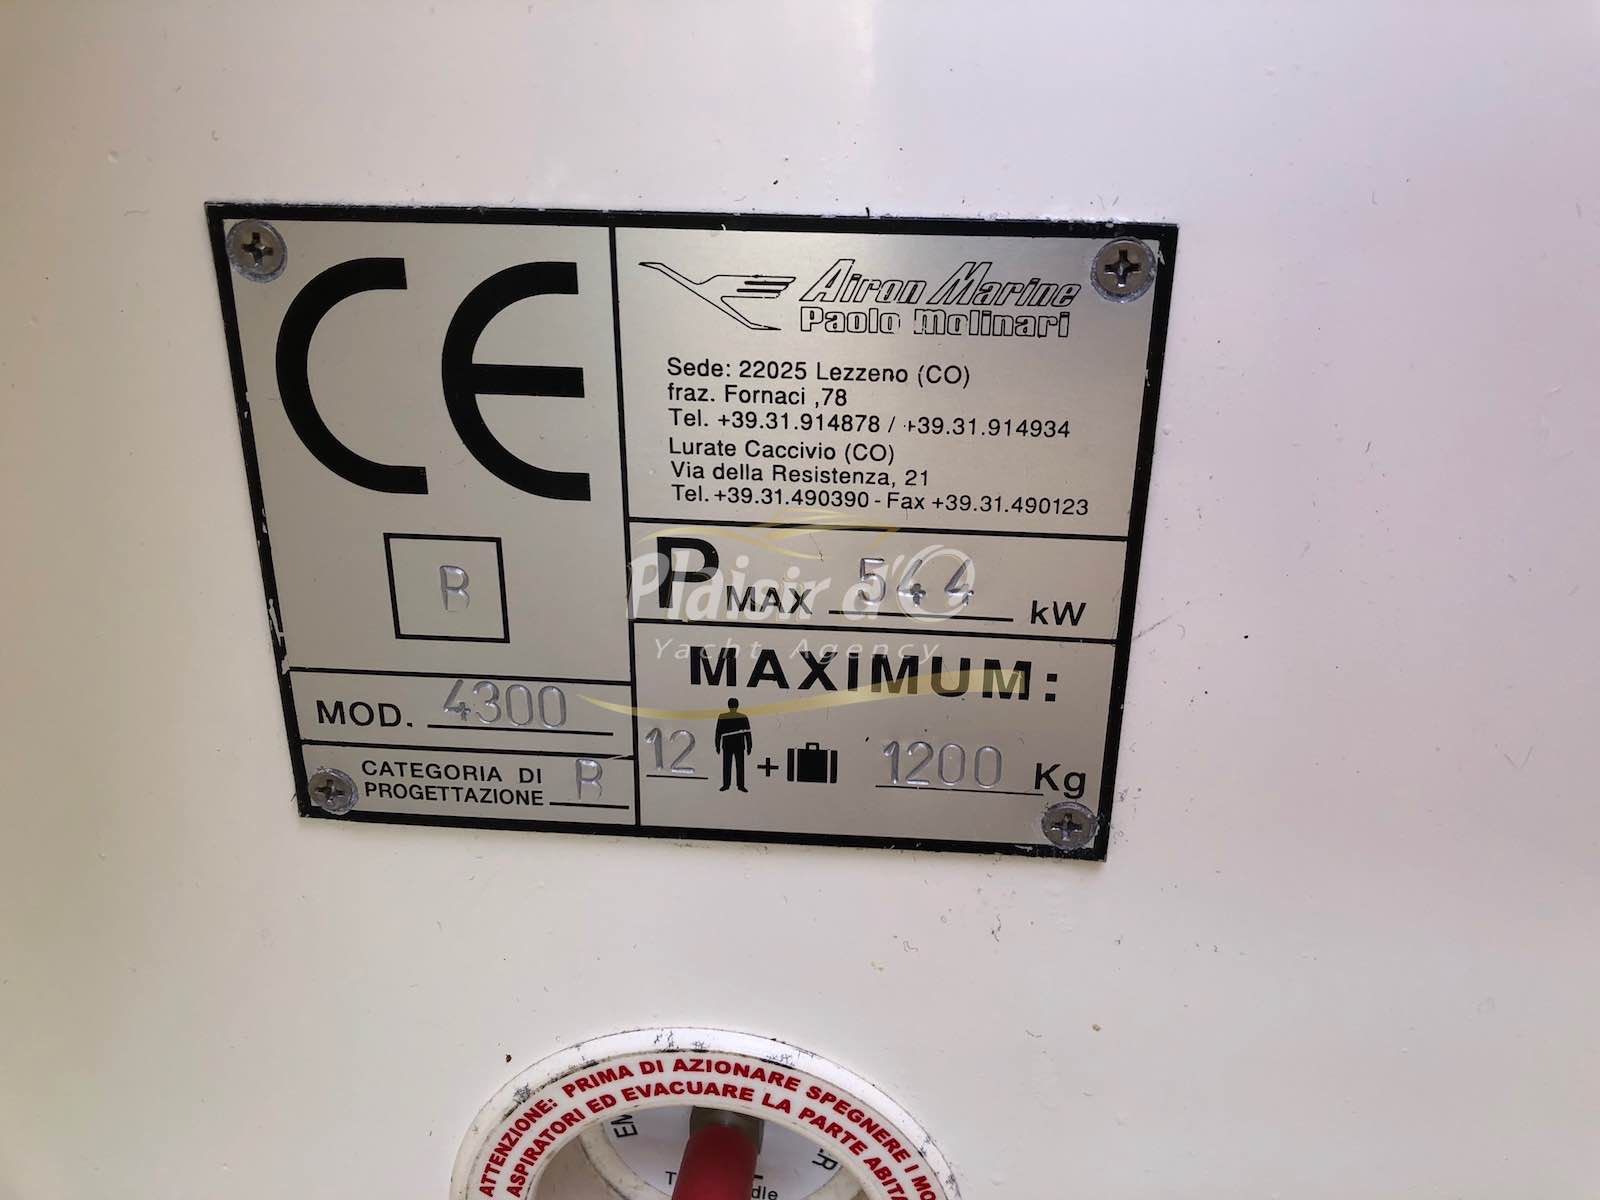 CE
B
MOD. 4300
CATEGORIA DI
PROGETTAZIONE B
Airon Marine
Paolo Molinari
Sede: 22025 Lezzeno (CO)
fraz. Fornaci ,78
Tel. +39.31.914878 / +39.31.914934
Lurate Caccivio (CO)
Via della Resistenza, 21
Tel.+39.31.490390 - Fax +39.31.490123
P MAX 544 kW
Plaisir d'O
Yacht Agency
MAXIMUM:
12 + 1200 Kg
ATTENZIONE: PRIMA DI AZIONARE SPEGNERE I
ASPIRATORI ED EVACUARE LA PARTE